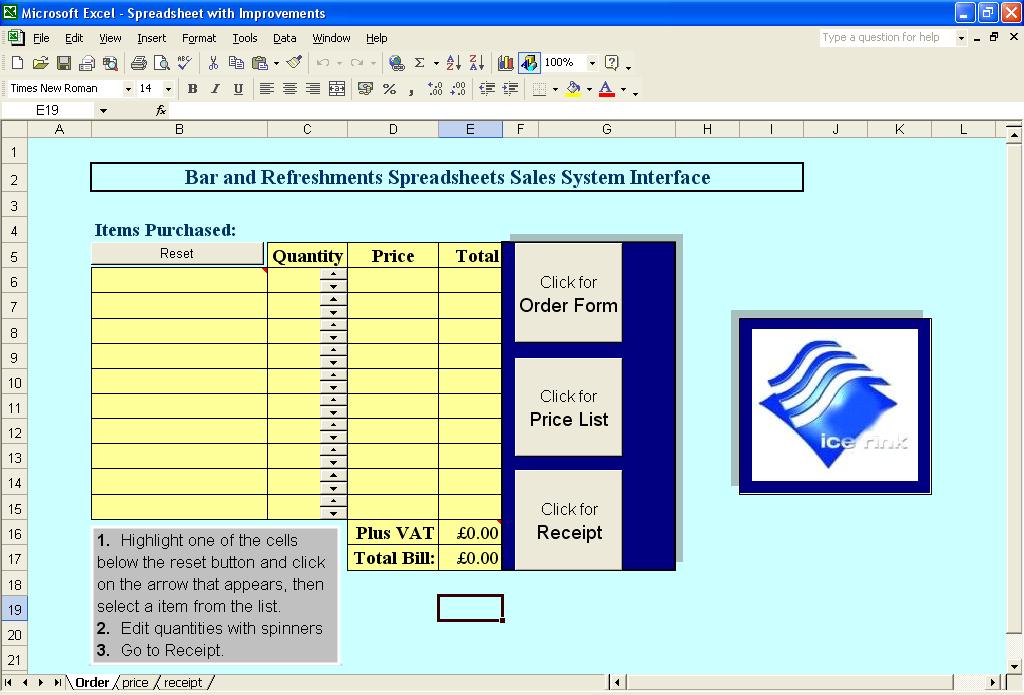 Microsoft Excel - Spreadsheet with Improvements
File Edit View Insert Format Tools Data Window Help
Type a question for help
100%
Times New Roman 14 B I U % ,
E19 fx
A B C D E F G H I J K L
1
2 Bar and Refreshments Spreadsheets Sales System Interface
3
4 Items Purchased:
5 Reset Quantity Price Total
6 Click for
7 Order Form
8
9
10 Click for
11 Price List
12
13 ice rink
14
15 Click for
16 Plus VAT £0.00 Receipt
17 Total Bill: £0.00
1. Highlight one of the cells
below the reset button and click
on the arrow that appears, then
select a item from the list.
2. Edit quantities with spinners
3. Go to Receipt.
18
19
20
21
Order price receipt